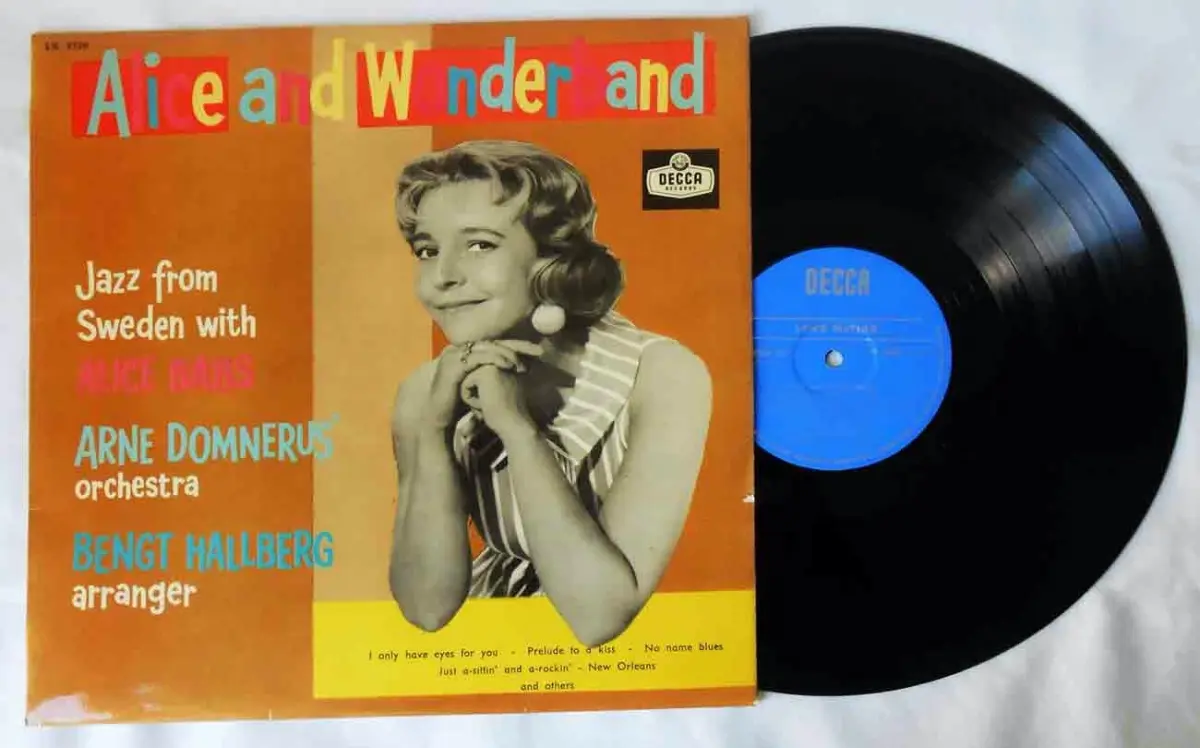 Alice and Wonderband
DECCA
RECORDS
Jazz from
Sweden with
ALICE BABS
ARNE DOMNERUS'
orchestra
BENGT HALLBERG
arranger
I only have eyes for you - Prelude to a kiss - No name blues
Just a-sittin' and a-rockin' - New Orleans
and others
DECCA